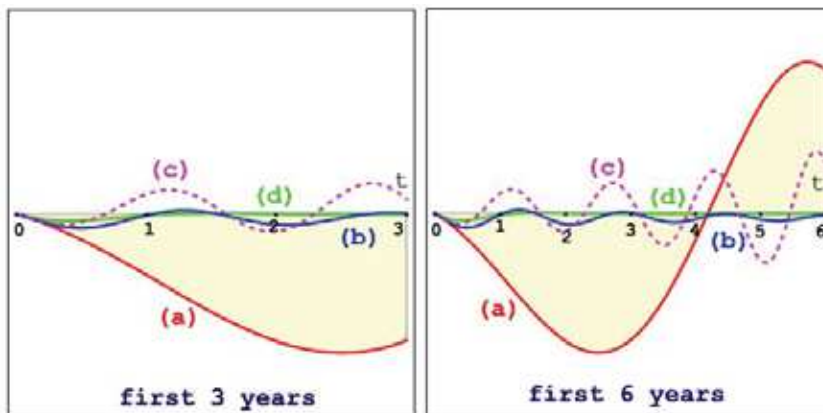 (c) (d) t
0 1 2 3
(b)
(a)
first 3 years
(c) (d) t
0 1 2 3 4 5 6
(b)
(a)
first 6 years